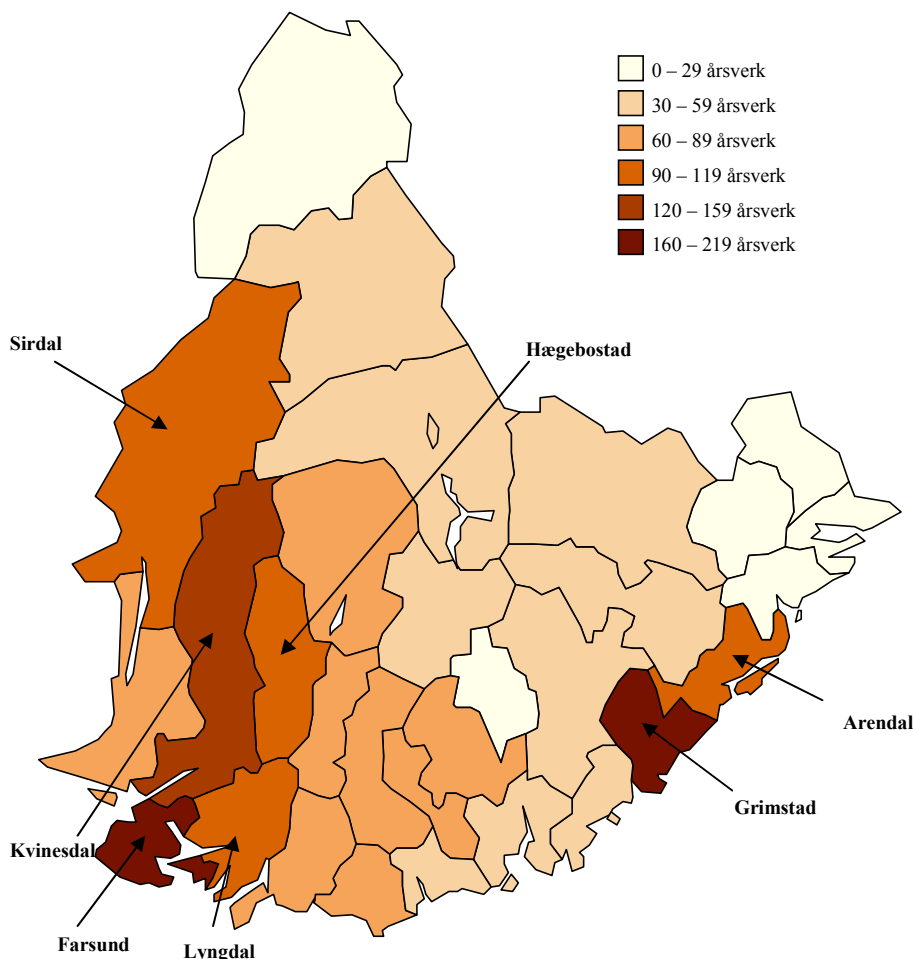 0 – 29 årsverk
30 – 59 årsverk
60 – 89 årsverk
90 – 119 årsverk
120 – 159 årsverk
160 – 219 årsverk
Sirdal
Hægebostad
Arendal
Grimstad
Kvinesdal
Farsund
Lyngdal